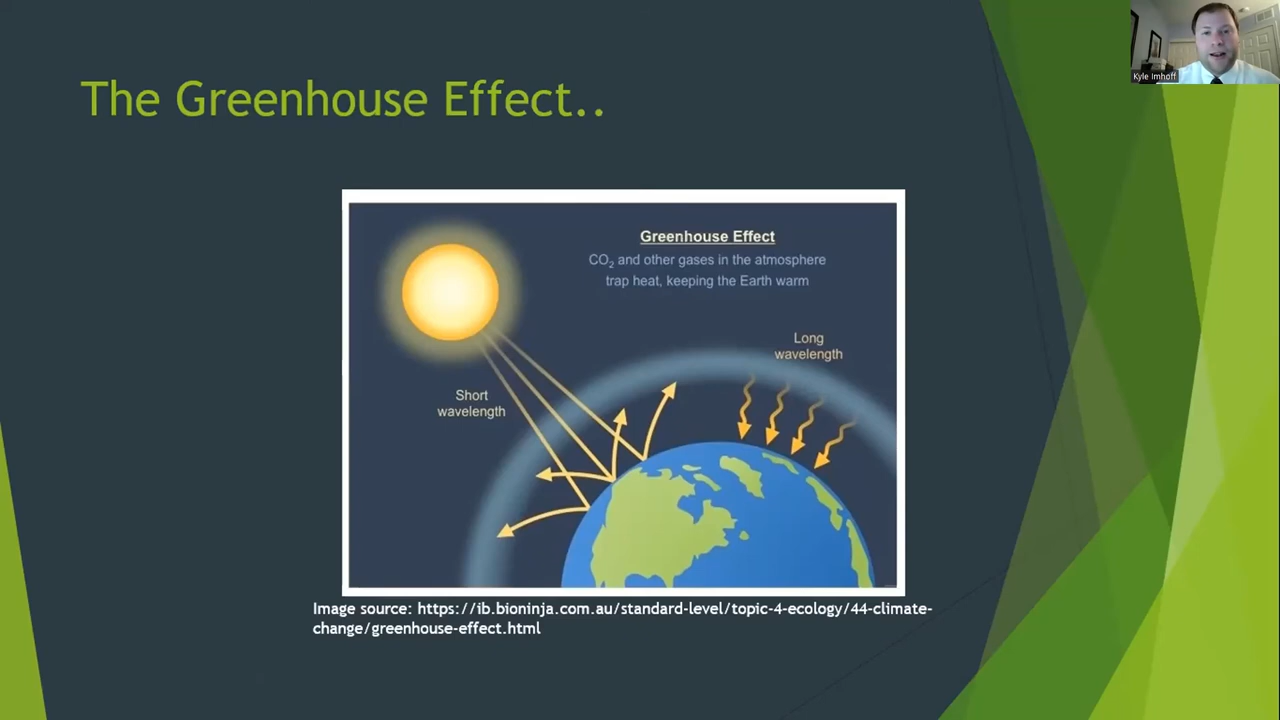 The Greenhouse Effect..
Kyle Imhoff
Greenhouse Effect
CO₂ and other gases in the atmosphere
trap heat, keeping the Earth warm
Long
wavelength
Short
wavelength
Image source: https://ib.bioninja.com.au/standard-level/topic-4-ecology/44-climate-
change/greenhouse-effect.html